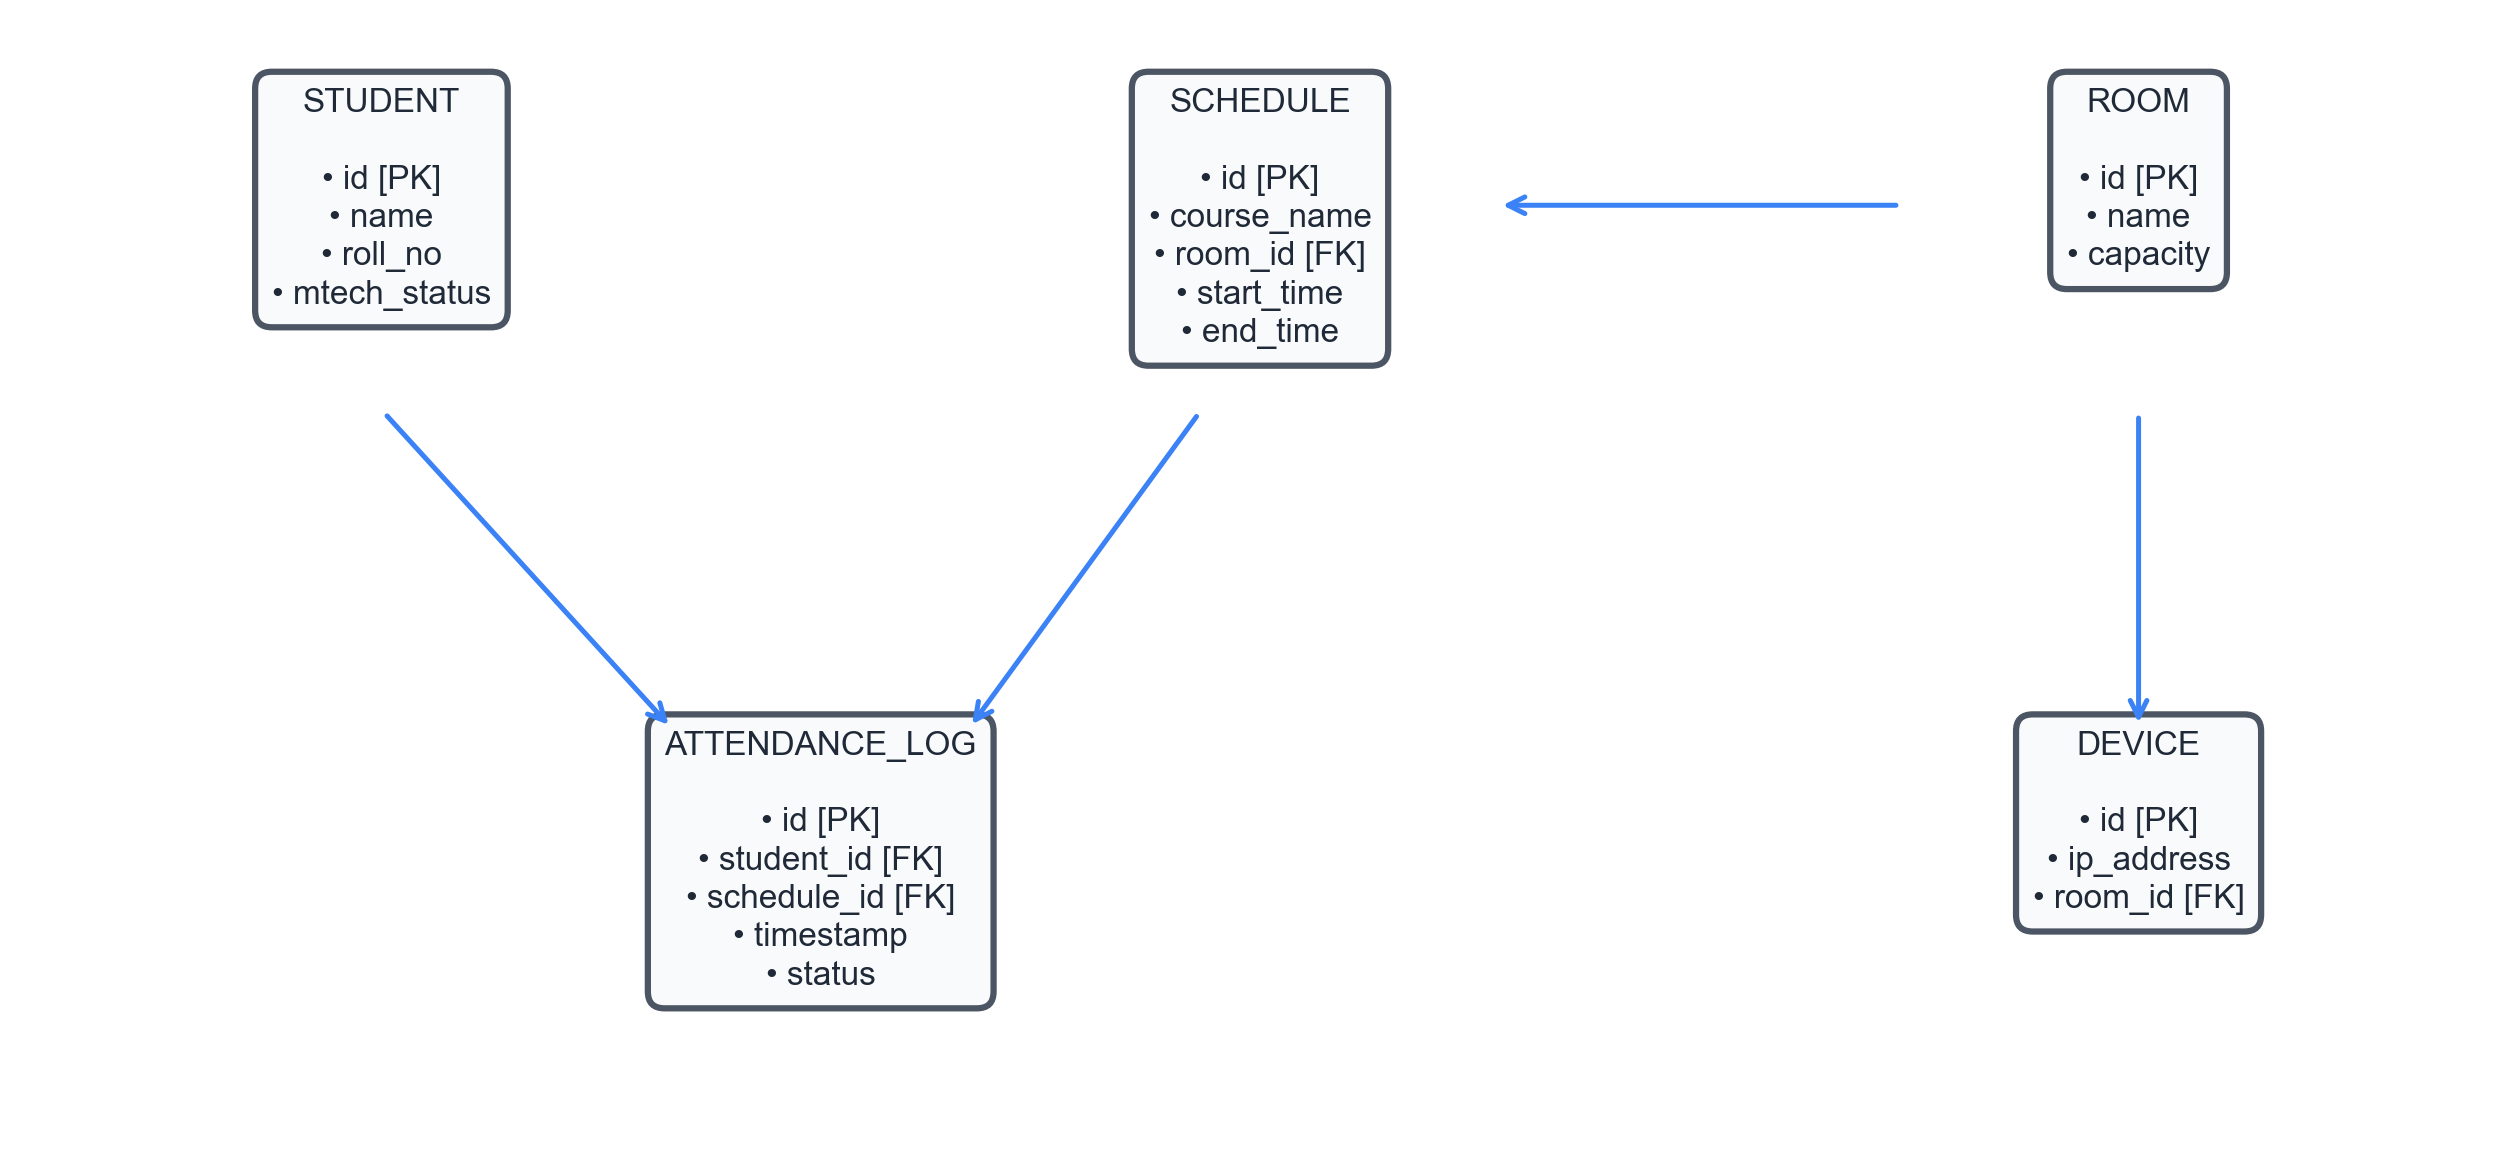 STUDENT
• id [PK]
• name
• roll_no
• mtech_status
SCHEDULE
• id [PK]
• course_name
• room_id [FK]
• start_time
• end_time
ROOM
• id [PK]
• name
• capacity
ATTENDANCE_LOG
• id [PK]
• student_id [FK]
• schedule_id [FK]
• timestamp
• status
DEVICE
• id [PK]
• ip_address
• room_id [FK]